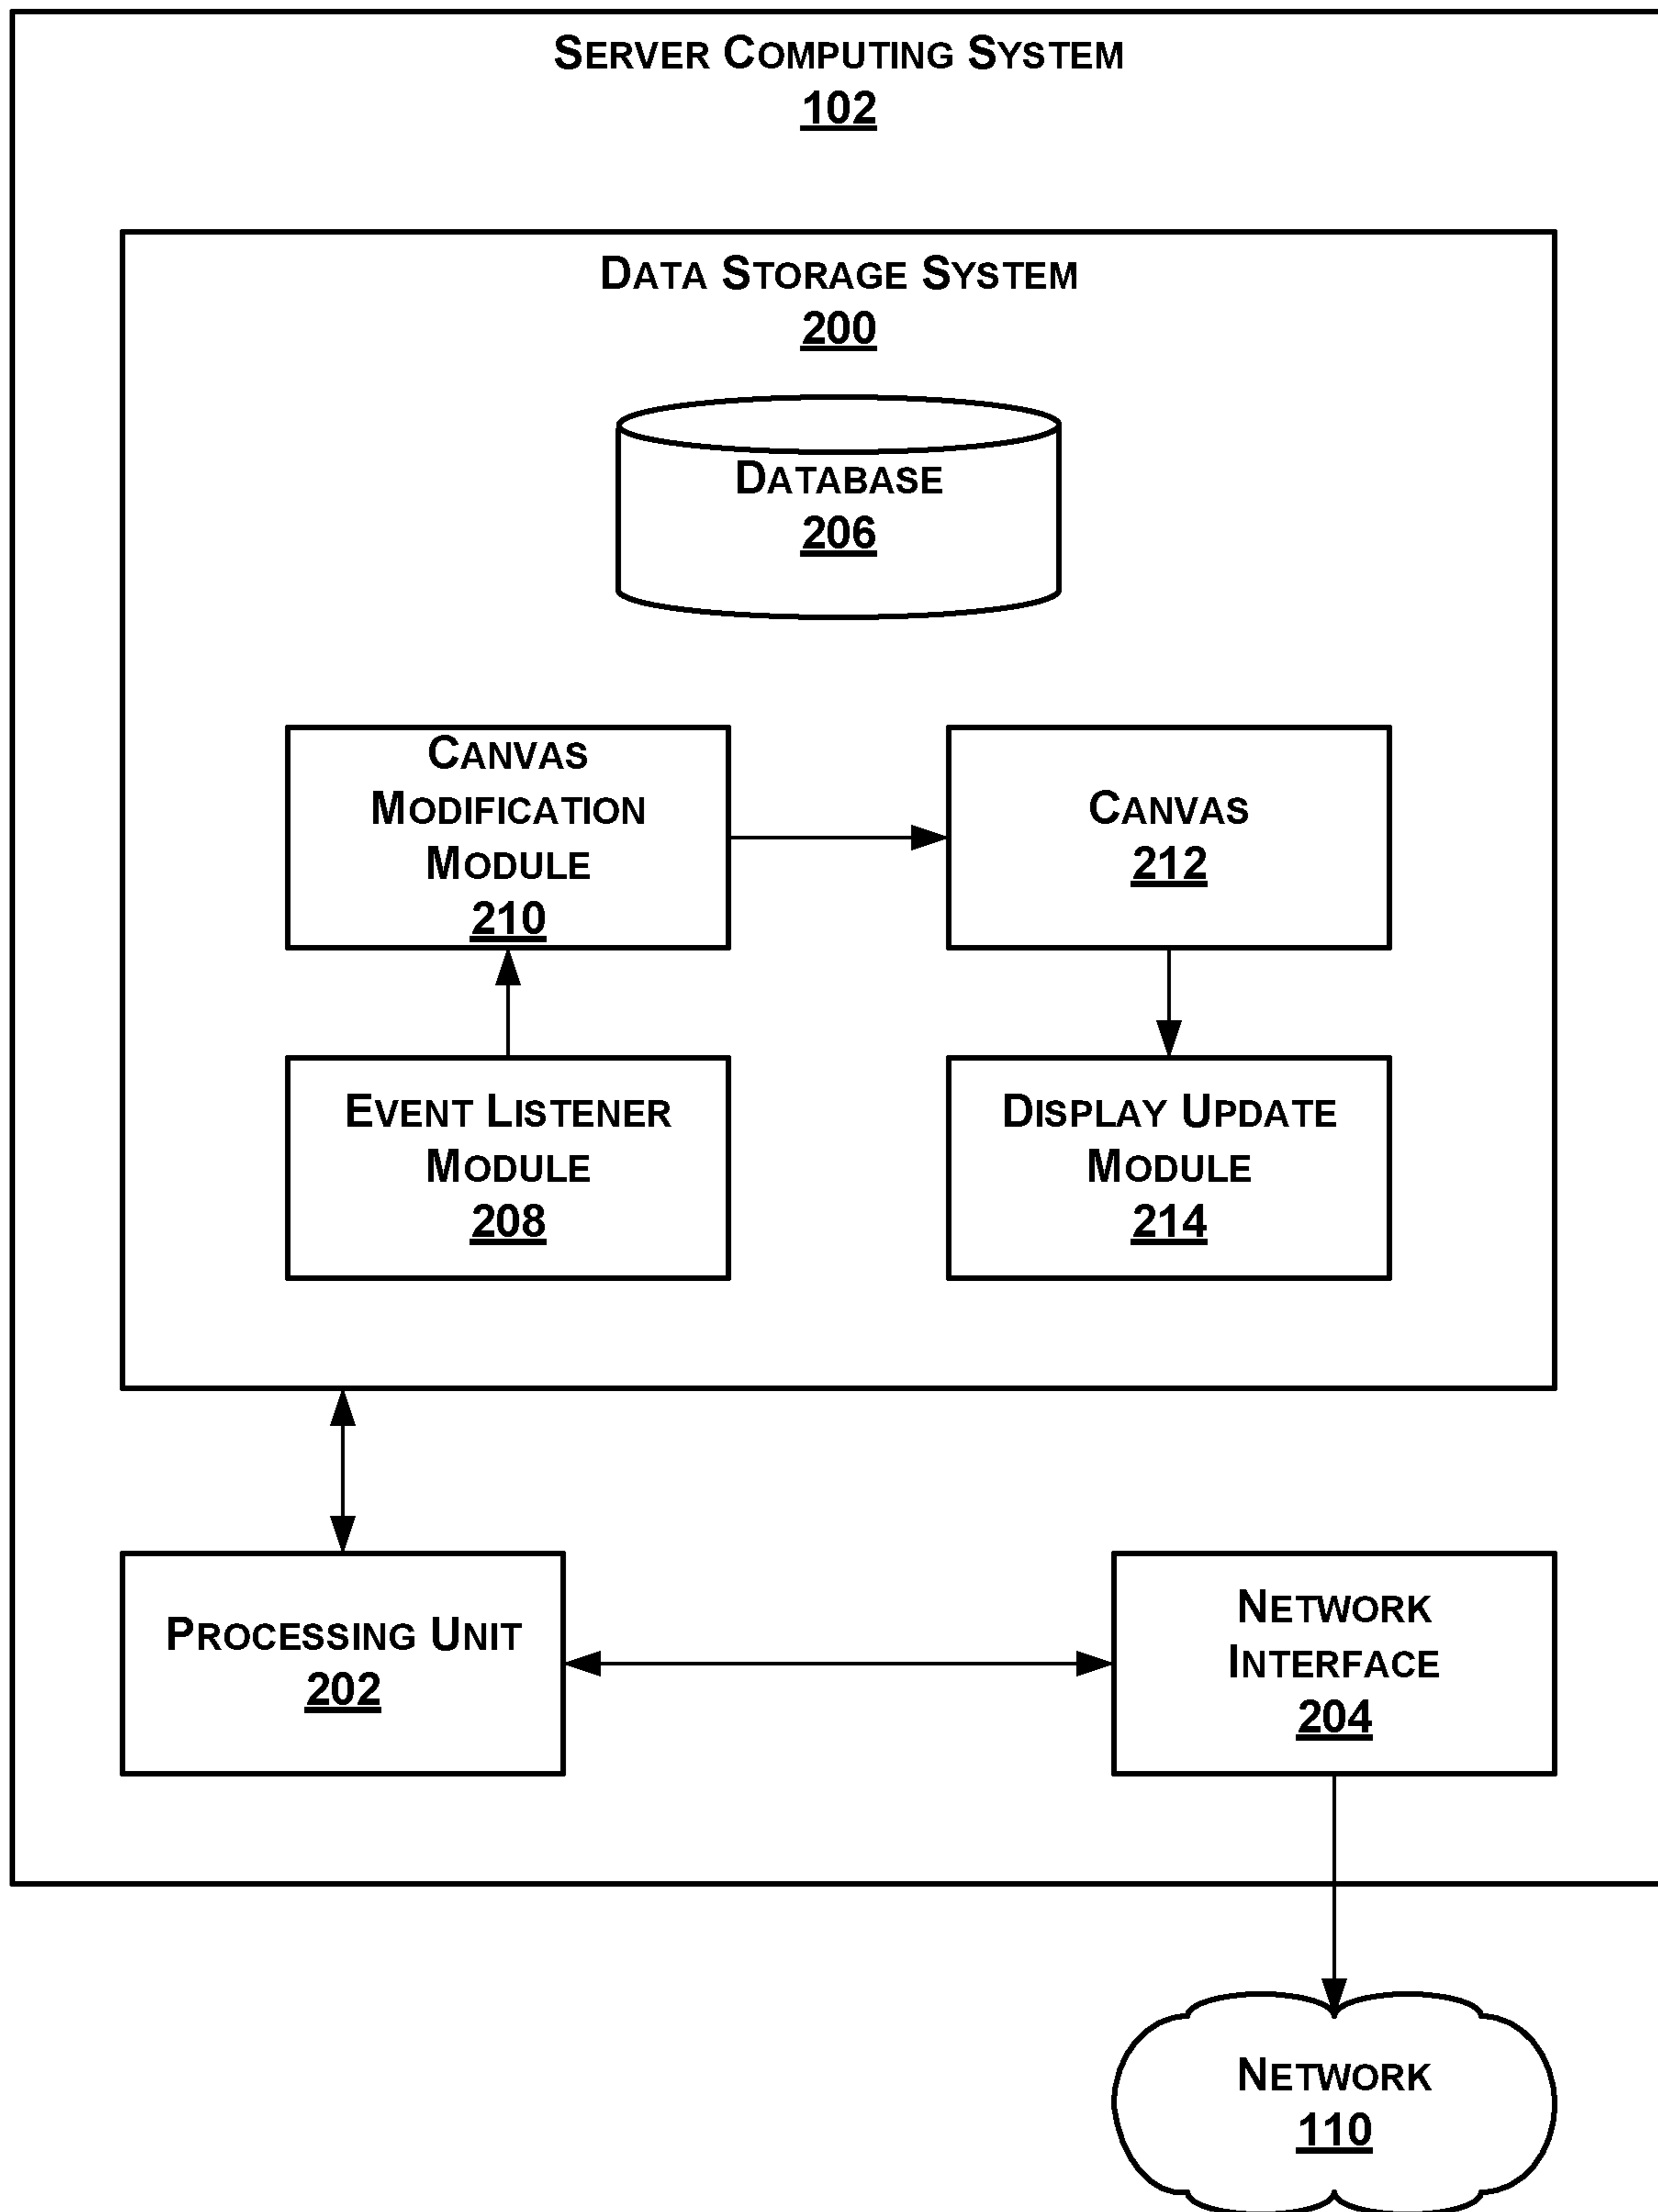 SERVER COMPUTING SYSTEM
102
DATA STORAGE SYSTEM
200
DATABASE
206
CANVAS
MODIFICATION
MODULE
210
CANVAS
212
EVENT LISTENER
MODULE
208
DISPLAY UPDATE
MODULE
214
PROCESSING UNIT
202
NETWORK
INTERFACE
204
NETWORK
110